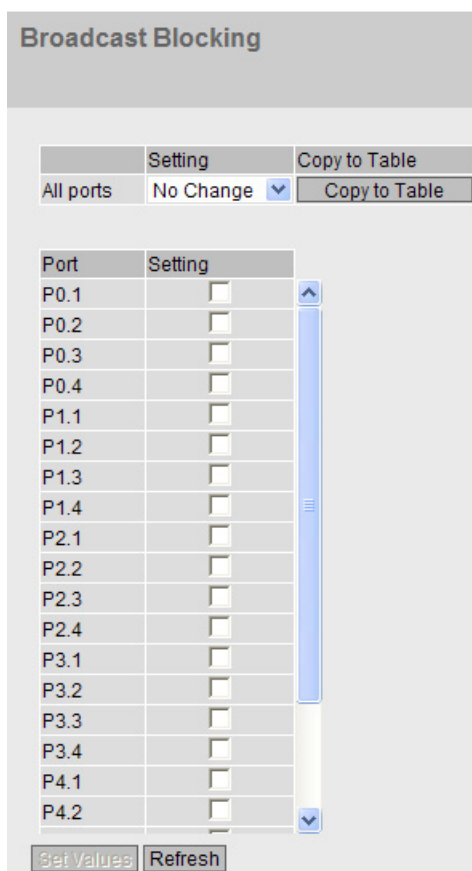 Broadcast Blocking
Setting Copy to Table
All ports No Change Copy to Table
Port Setting
P0.1
P0.2
P0.3
P0.4
P1.1
P1.2
P1.3
P1.4
P2.1
P2.2
P2.3
P2.4
P3.1
P3.2
P3.3
P3.4
P4.1
P4.2
Set Values Refresh